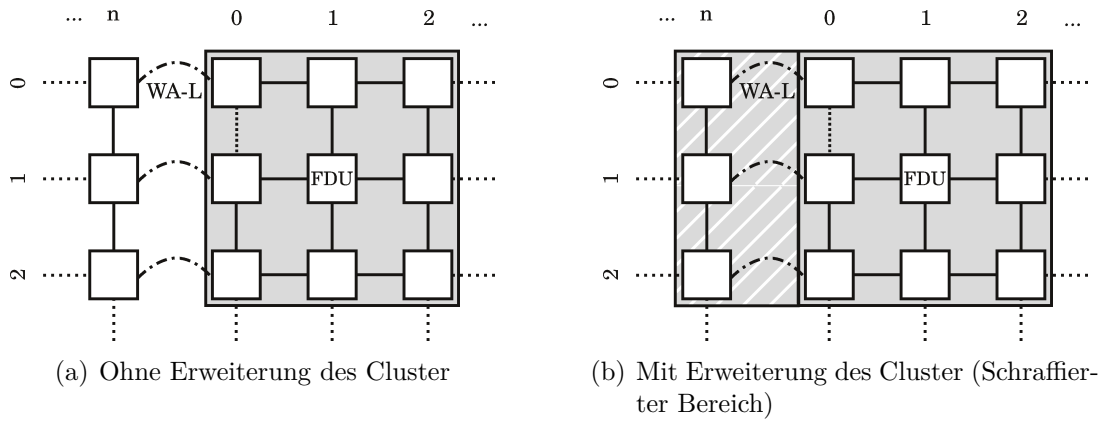 ... n 0 1 2 ...
0 WA-L
1 FDU
2
(a) Ohne Erweiterung des Cluster
... n 0 1 2 ...
0 WA-L
1 FDU
2
(b) Mit Erweiterung des Cluster (Schraffier-
ter Bereich)